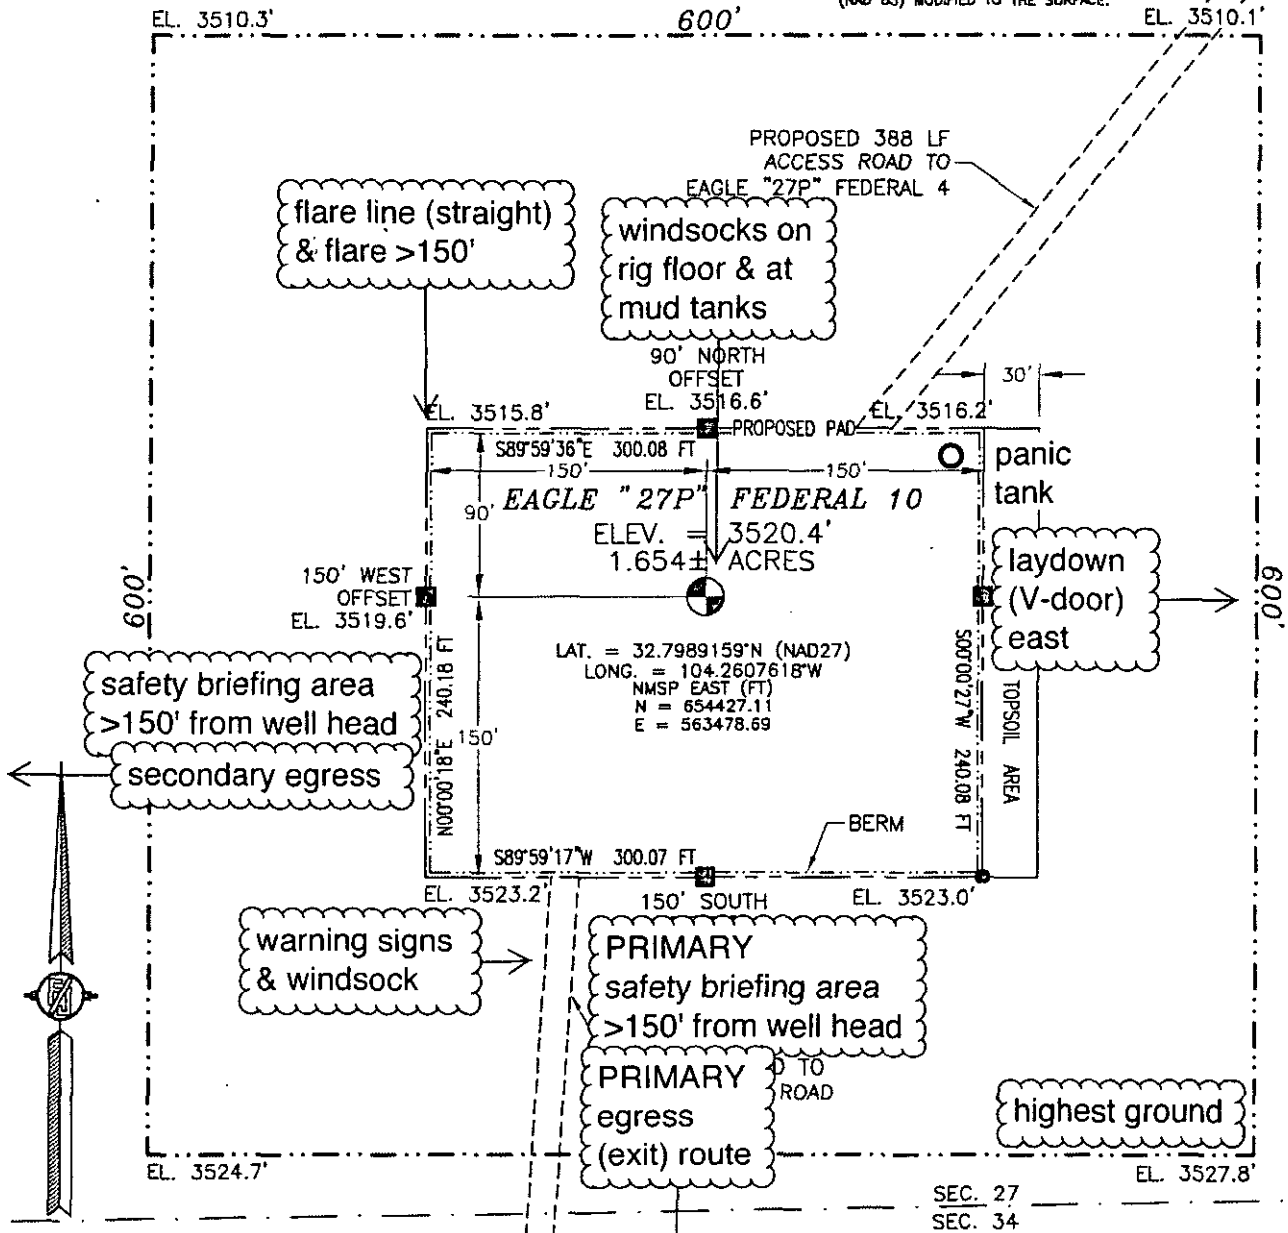 (NAD 83) MODIFIED TO THE SURFACE.
EL. 3510.3'
600'
EL. 3510.1'
PROPOSED 388 LF
ACCESS ROAD TO
EAGLE "27P" FEDERAL 4
flare line (straight)
& flare >150'
windsocks on
rig floor & at
mud tanks
90' NORTH
OFFSET
EL. 3516.6'
30'
EL. 3515.8'
EL. 3516.2'
PROPOSED PAD
S89°59'36"E 300.08 FT
150'
150'
panic
tank
EAGLE "27P" FEDERAL 10
90'
ELEV. = 3520.4'
1.654± ACRES
laydown
(V-door)
east
600'
600'
150' WEST
OFFSET
EL. 3519.6'
LAT. = 32.7989159°N (NAD27)
LONG. = 104.2607618°W
NMSP EAST (FT)
N = 654427.11
E = 563478.69
N00°00'18"E 240.18 FT
150'
S00°00'27"W 240.08 FT
TOPSOIL AREA
safety briefing area
>150' from well head
secondary egress
BERM
S89°59'17"W 300.07 FT
EL. 3523.2'
150' SOUTH
EL. 3523.0'
warning signs
& windsock
PRIMARY
safety briefing area
>150' from well head
D TO
ROAD
PRIMARY
egress
(exit) route
highest ground
EL. 3524.7'
EL. 3527.8'
SEC. 27
SEC. 34